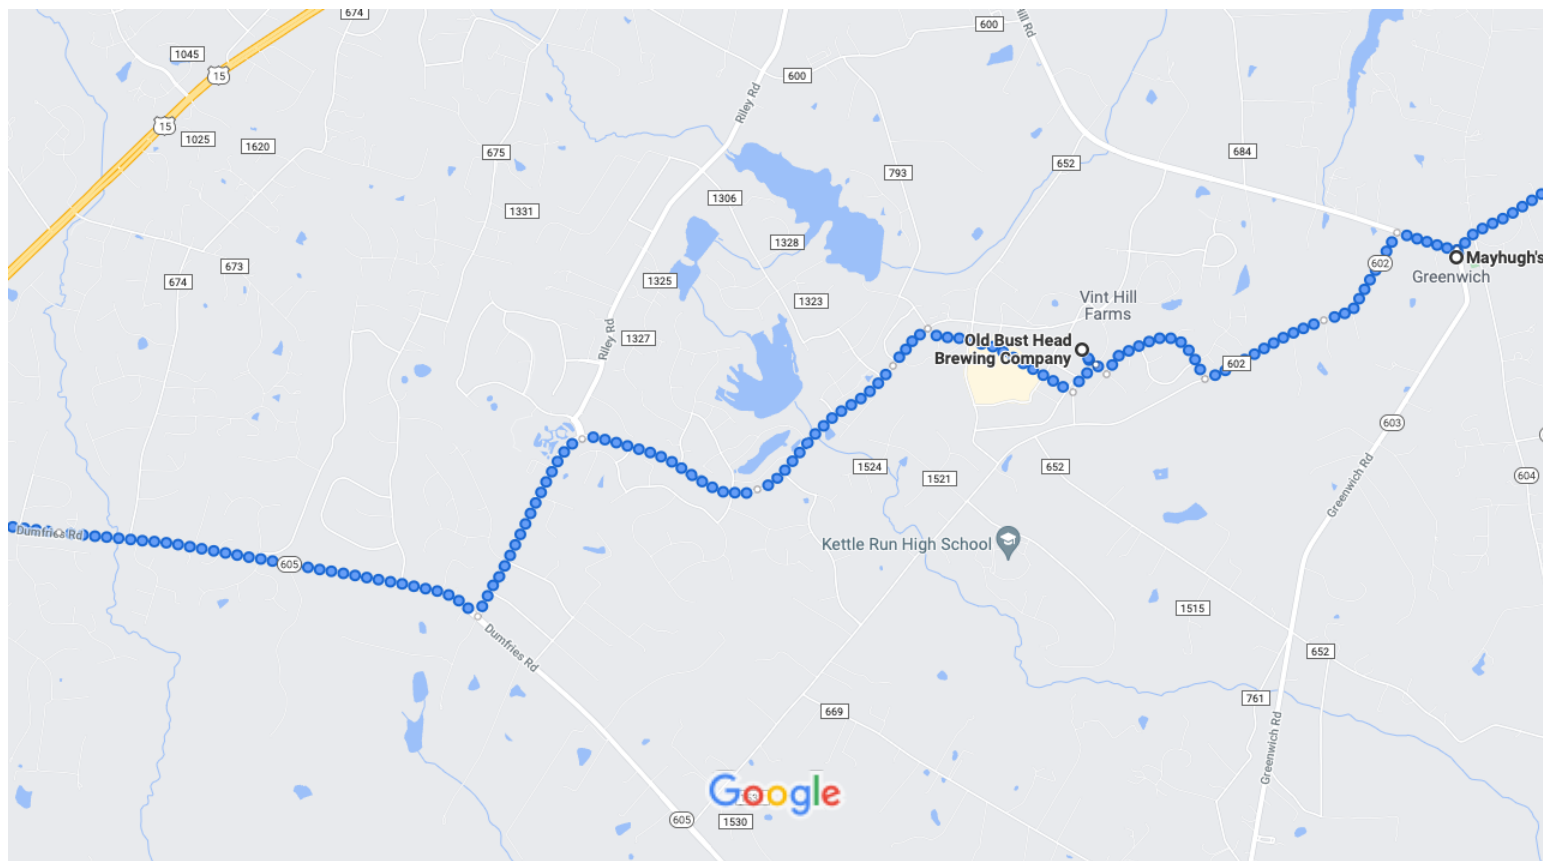 674
600
ill Rd
1045
15
600
Riley Rd
15
1025
1620
675
684
652
793
1306
1331
1328
602
Mayhugh's
Greenwich
673
674
1325
1323
Vint Hill
Farms
1327
Riley Rd
Old Bust Head
Brewing Company
602
603
1524
652
1521
604
Greenwich Rd
Dumfries Rd
Kettle Run High School
605
1515
Dumfries Rd
652
761
669
Greenwich Rd
Google
605
1530